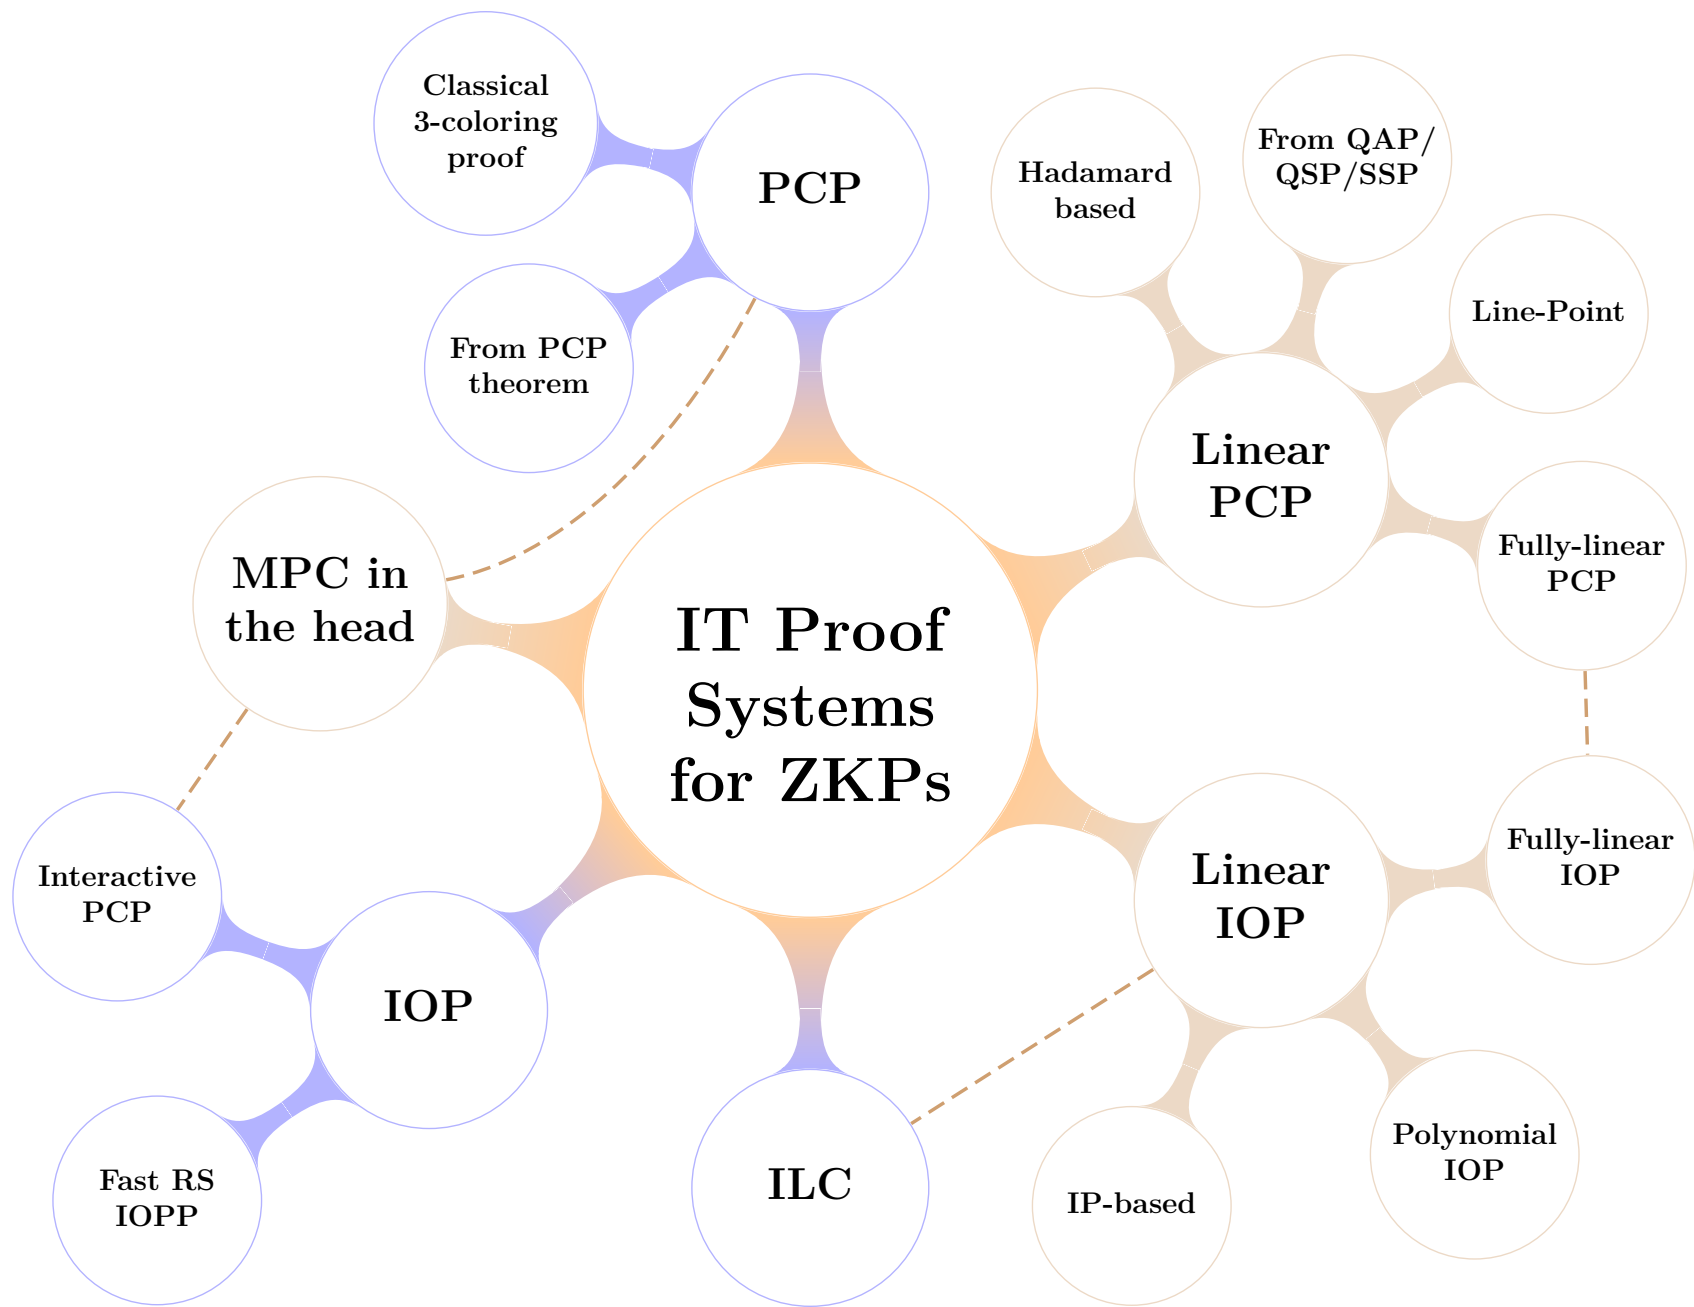 Classical
3-coloring
proof
PCP
From PCP
theorem
Hadamard
based
From QAP/
QSP/SSP
Line-Point
Linear
PCP
Fully-linear
PCP
MPC in
the head
IT Proof
Systems
for ZKPs
Interactive
PCP
IOP
Fast RS
IOPP
ILC
Linear
IOP
Fully-linear
IOP
Polynomial
IOP
IP-based